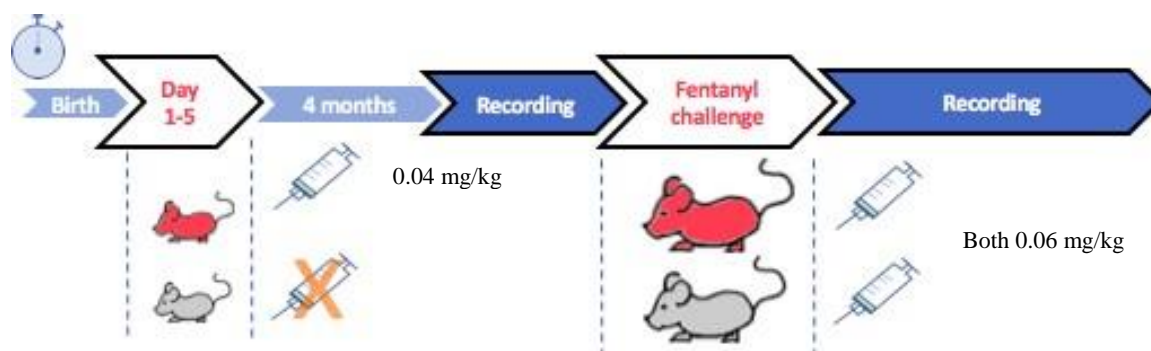 Birth
Day
1-5
4 months
Recording
Fentanyl
challenge
Recording
0.04 mg/kg
Both 0.06 mg/kg
X